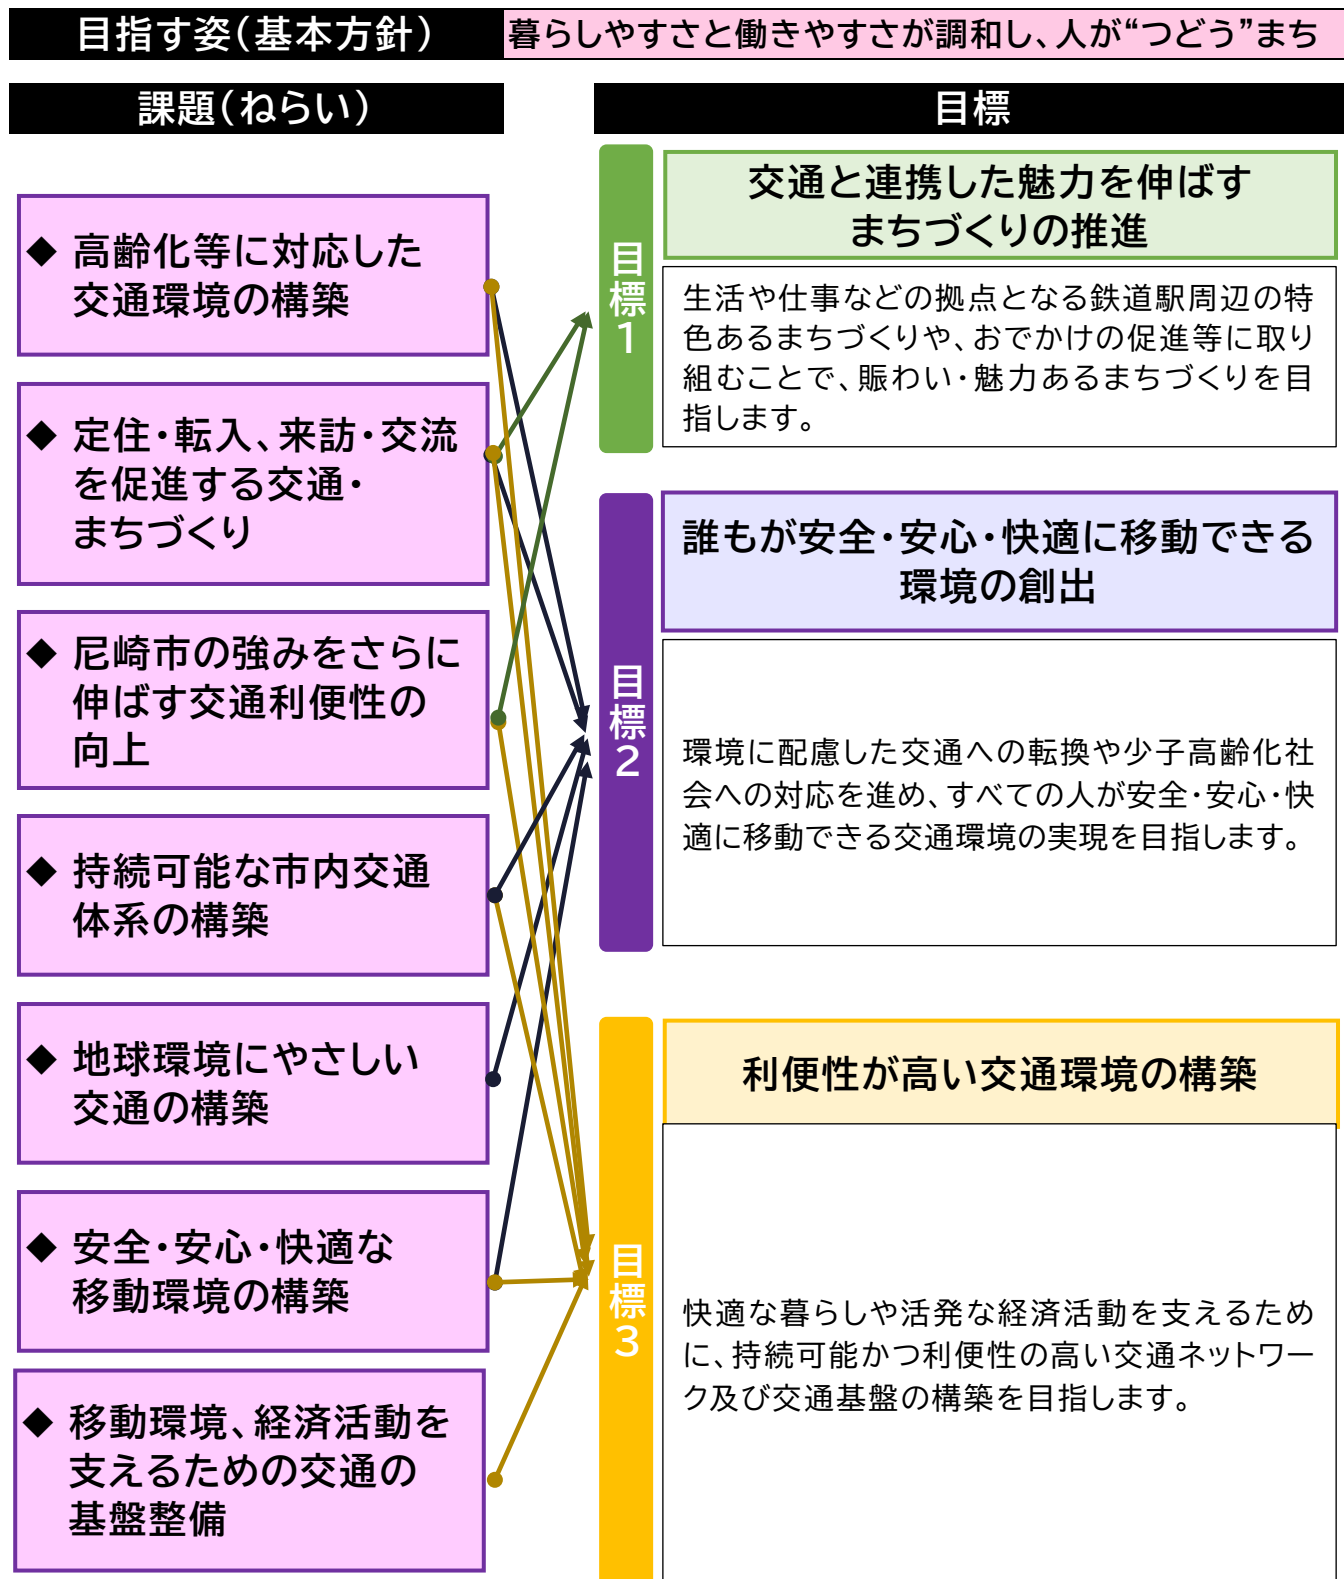 目指す姿(基本方針)
暮らしやすさと働きやすさが調和し、人が“つどう”まち
課題(ねらい)
◆ 高齢化等に対応した
交通環境の構築
◆ 定住・転入、来訪・交流
を促進する交通・
まちづくり
◆ 尼崎市の強みをさらに
伸ばす交通利便性の
向上
◆ 持続可能な市内交通
体系の構築
◆ 地球環境にやさしい
交通の構築
◆ 安全・安心・快適な
移動環境の構築
◆ 移動環境、経済活動を
支えるための交通の
基盤整備
目標
目標1
交通と連携した魅力を伸ばす
まちづくりの推進
生活や仕事などの拠点となる鉄道駅周辺の特
色あるまちづくりや、おでかけの促進等に取り
組むことで、賑わい・魅力あるまちづくりを目
指します。
目標2
誰もが安全・安心・快適に移動できる
環境の創出
環境に配慮した交通への転換や少子高齢化社
会への対応を進め、すべての人が安全・安心・快
適に移動できる交通環境の実現を目指します。
目標3
利便性が高い交通環境の構築
快適な暮らしや活発な経済活動を支えるため
に、持続可能かつ利便性の高い交通ネットワー
ク及び交通基盤の構築を目指します。